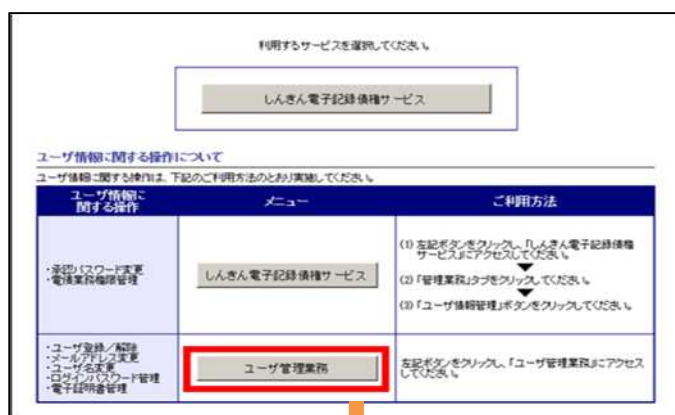 利用するサービスを選択してください。
しんきん電子記録債権サービス
ユーザ情報に関する操作について
ユーザ情報に関する操作は、下記のご利用方法のとおり実施してください。
ユーザ情報に
関する操作
メニュー
ご利用方法
・承認パスワード変更
・電債業務権限管理
しんきん電子記録債権サービス
(1) 左記ボタンをクリックし、「しんきん電子記録債権
サービス」にアクセスしてください。
(2) 「管理業務」タブをクリックしてください。
(3) 「ユーザ情報管理」ボタンをクリックしてください。
・ユーザ登録/解除
・メールアドレス変更
・ユーザ名変更
・ログインパスワード管理
・電子証明書管理
ユーザ管理業務
左記ボタンをクリックし、「ユーザ管理業務」にアクセス
してください。